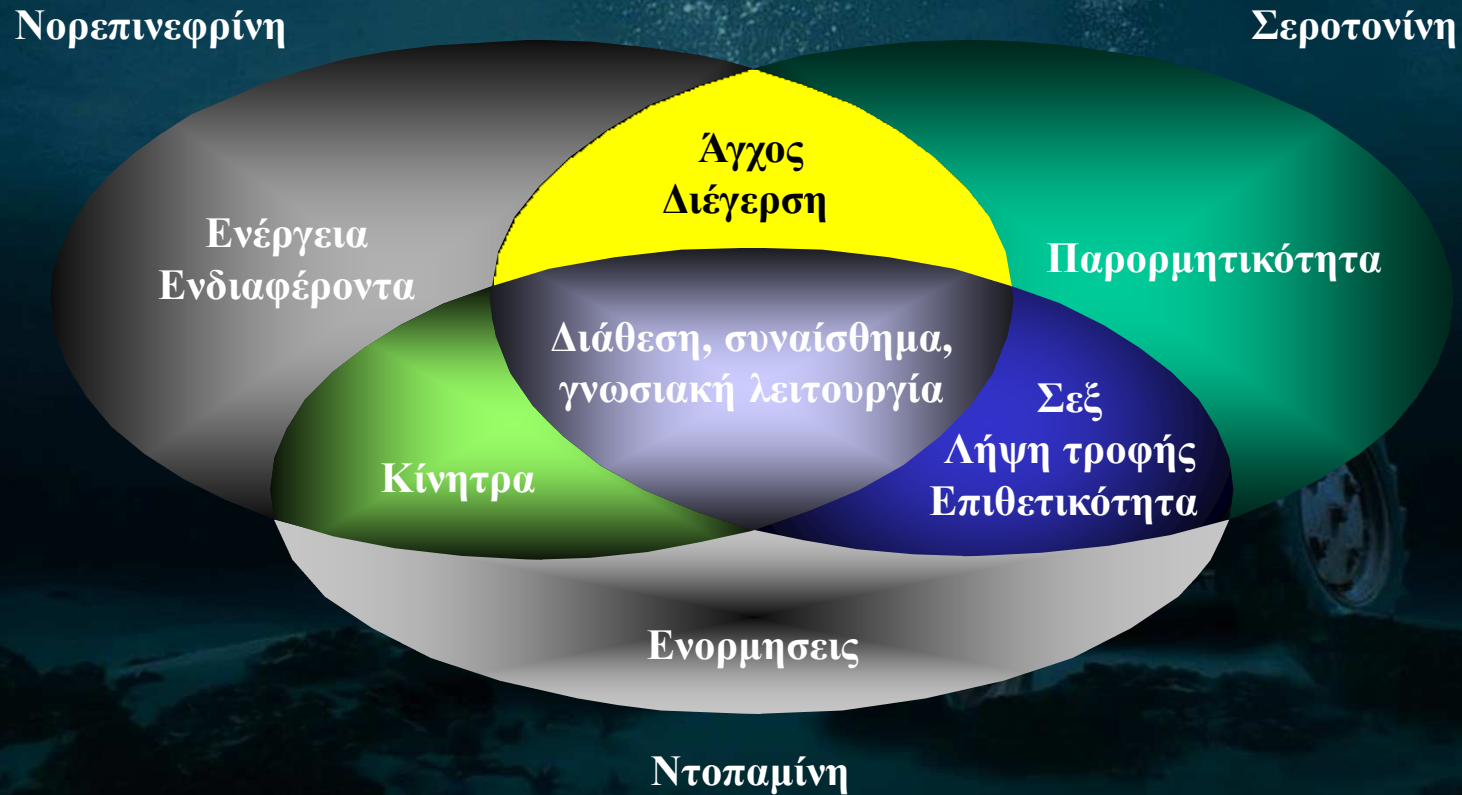 Νορεπινεφρίνη
Σεροτονίνη
Άγχος
Διέγερση
Ενέργεια
Ενδιαφέροντα
Παρορμητικότητα
Διάθεση, συναίσθημα,
γνωσιακή λειτουργία
Σεξ
Λήψη τροφής
Επιθετικότητα
Κίνητρα
Ενορμησεις
Ντοπαμίνη